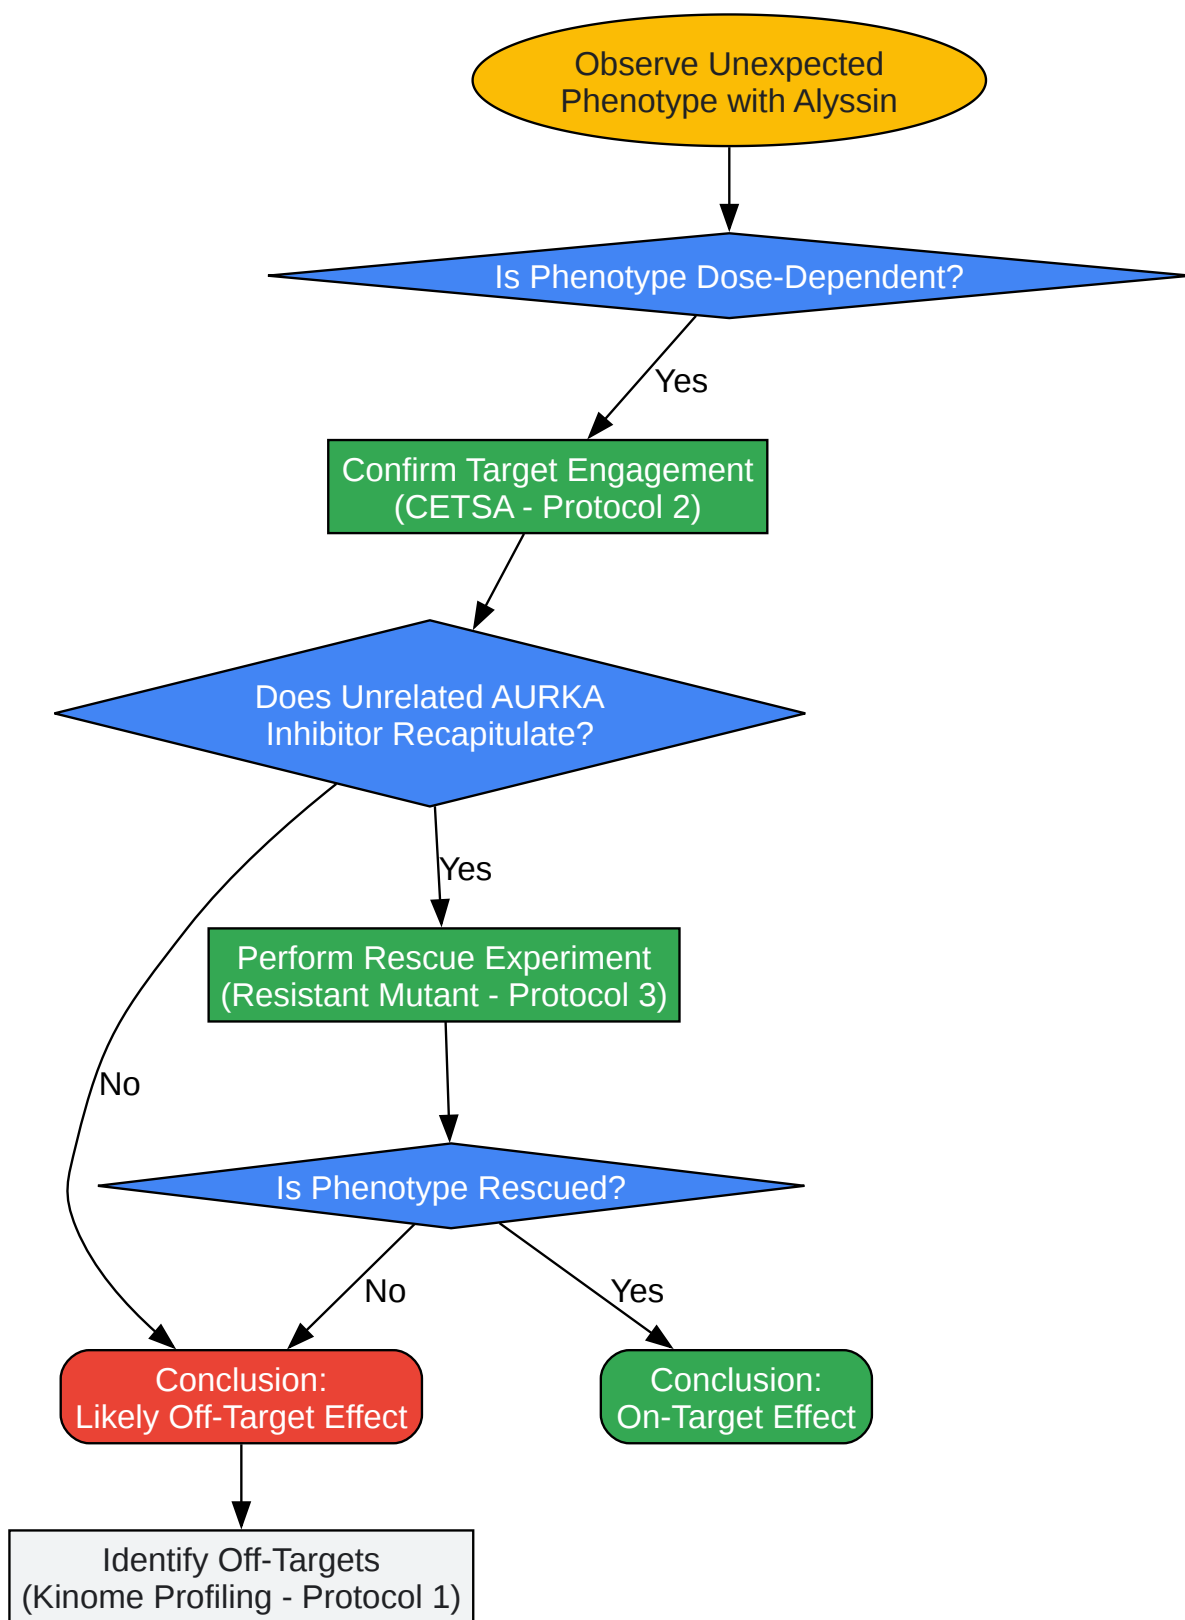 Observe Unexpected
Phenotype with Alyssin
Is Phenotype Dose-Dependent?
Yes
Confirm Target Engagement
(CETSA - Protocol 2)
Does Unrelated AURKA
Inhibitor Recapitulate?
Yes
Perform Rescue Experiment
(Resistant Mutant - Protocol 3)
No
Is Phenotype Rescued?
No
Yes
Conclusion:
Likely Off-Target Effect
Conclusion:
On-Target Effect
Identify Off-Targets
(Kinome Profiling - Protocol 1)